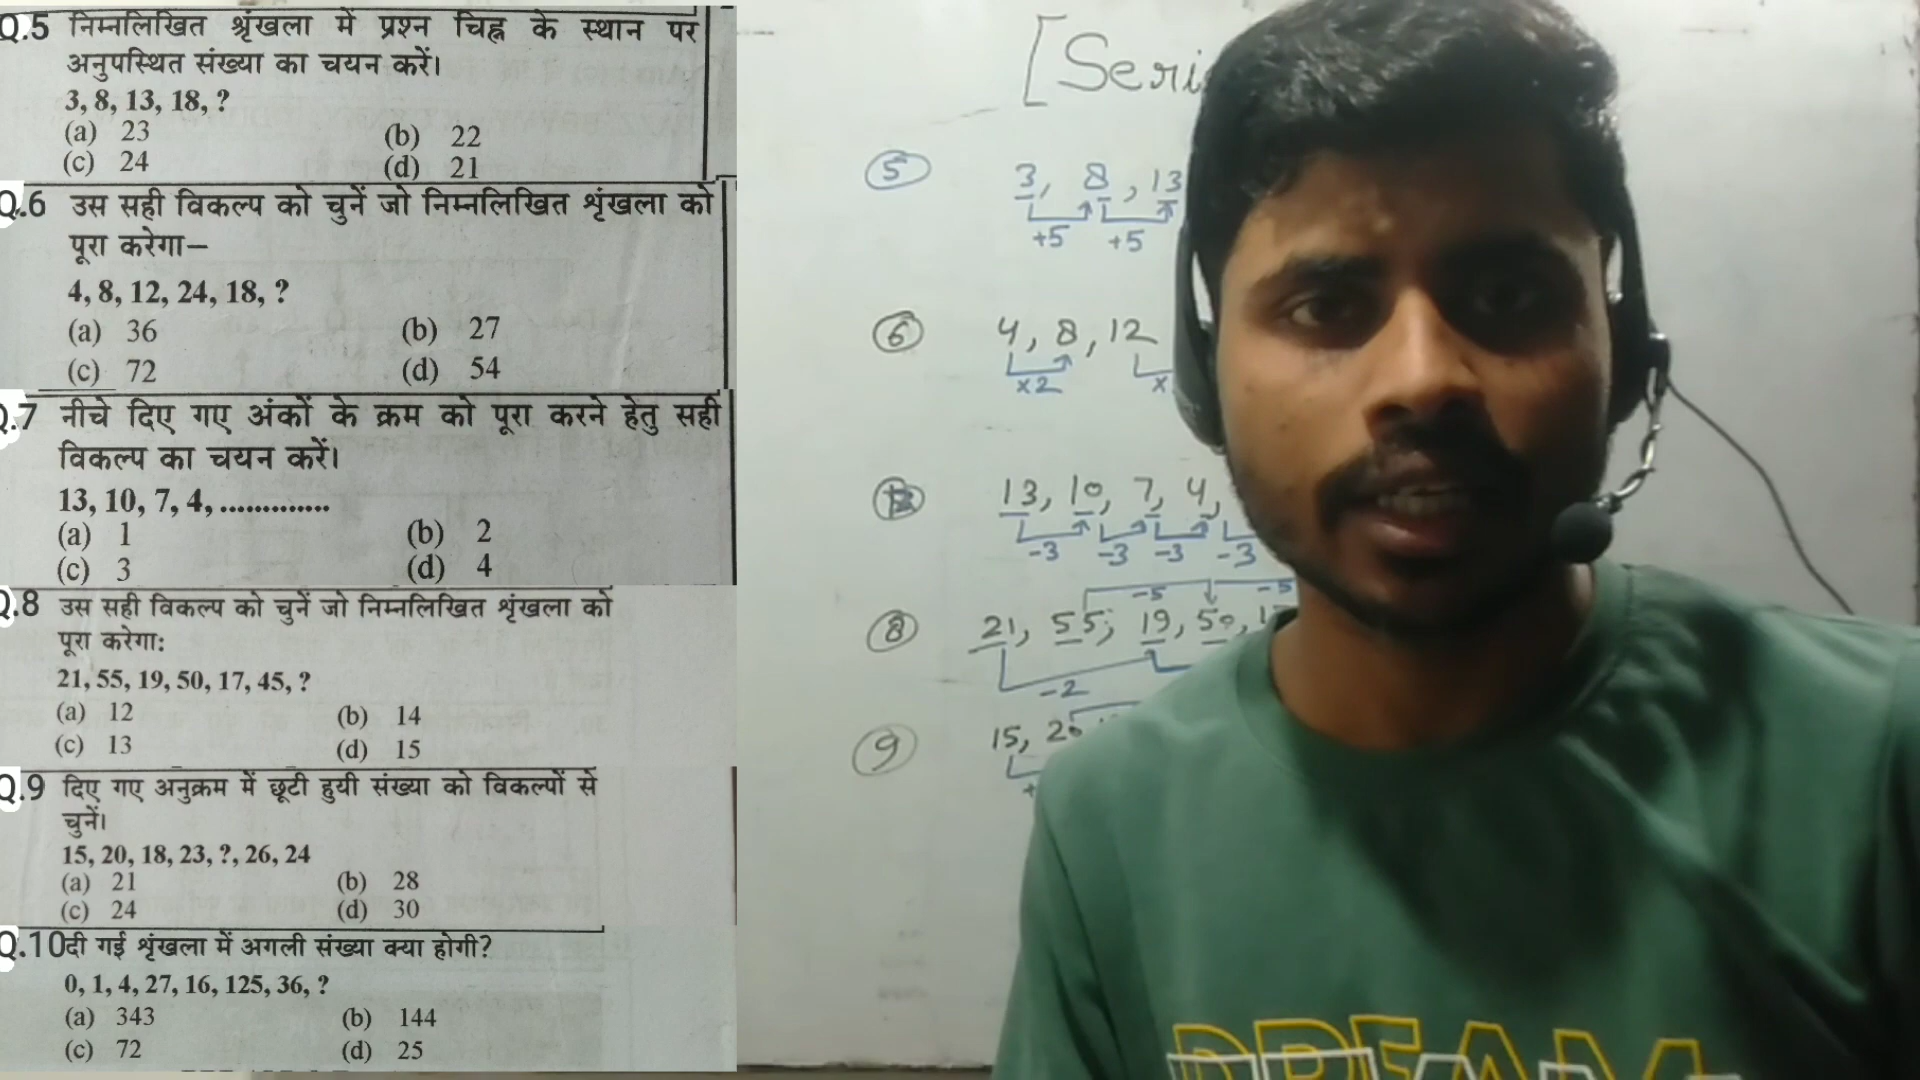 Q.5 निम्नलिखित श्रृंखला में प्रश्न चिह्न के स्थान पर
अनुपस्थित संख्या का चयन करें।
3, 8, 13, 18, ?
(a) 23 (b) 22
(c) 24 (d) 21
Q.6 उस सही विकल्प को चुनें जो निम्नलिखित शृंखला को
पूरा करेगा–
4, 8, 12, 24, 18, ?
(a) 36 (b) 27
(c) 72 (d) 54
Q.7 नीचे दिए गए अंकों के क्रम को पूरा करने हेतु सही
विकल्प का चयन करें।
13, 10, 7, 4, .............
(a) 1 (b) 2
(c) 3 (d) 4
Q.8 उस सही विकल्प को चुनें जो निम्नलिखित शृंखला को
पूरा करेगा:
21, 55, 19, 50, 17, 45, ?
(a) 12 (b) 14
(c) 13 (d) 15
Q.9 दिए गए अनुक्रम में छूटी हुयी संख्या को विकल्पों से
चुनें।
15, 20, 18, 23, ?, 26, 24
(a) 21 (b) 28
(c) 24 (d) 30
Q.10 दी गई शृंखला में अगली संख्या क्या होगी?
0, 1, 4, 27, 16, 125, 36, ?
(a) 343 (b) 144
(c) 72 (d) 25
[Seri
5 3, 8, 13
+5 +5
6 4, 8, 12
x2 x
13, 10, 7, 4,
-3 -3 -3 -3
-5 -5
8 21, 55, 19, 50, 17
-2
9 15, 20
+
DREAM